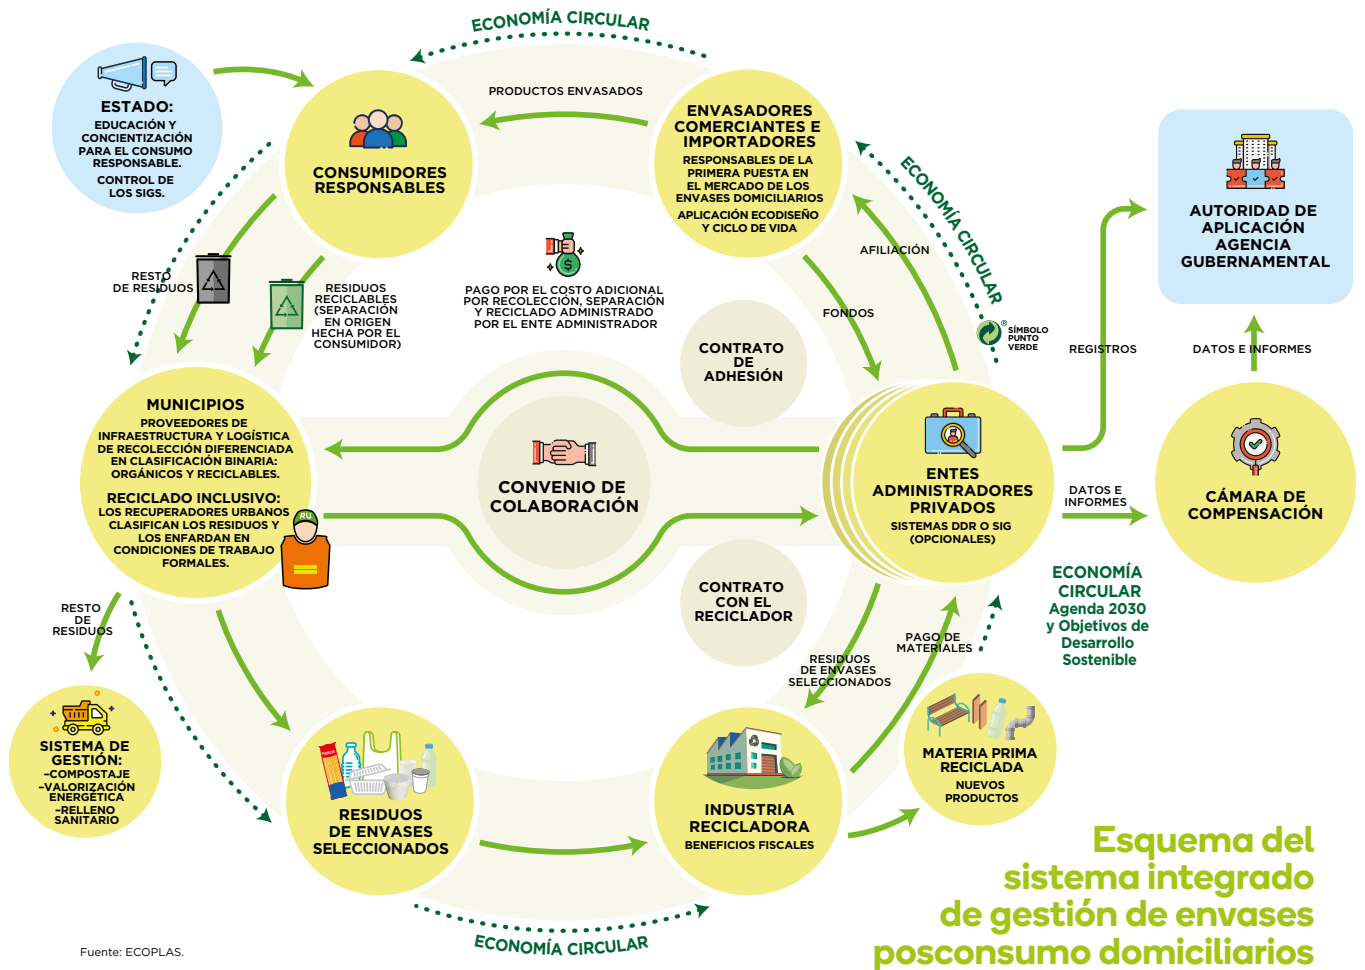 ECONOMÍA CIRCULAR
ESTADO:
EDUCACIÓN Y
CONCIENTIZACIÓN
PARA EL CONSUMO
RESPONSABLE.
CONTROL DE
LOS SIGS.
CONSUMIDORES
RESPONSABLES
PRODUCTOS ENVASADOS
ENVASADORES
COMERCIANTES E
IMPORTADORES
RESPONSABLES DE LA
PRIMERA PUESTA EN
EL MERCADO DE LOS
ENVASES DOMICILIARIOS
APLICACIÓN ECODISEÑO
Y CICLO DE VIDA
ECONOMÍA CIRCULAR
AUTORIDAD DE
APLICACIÓN
AGENCIA
GUBERNAMENTAL
RESTO
DE RESIDUOS
RESIDUOS
RECICLABLES
(SEPARACIÓN
EN ORIGEN
HECHA POR EL
CONSUMIDOR)
$
PAGO POR EL COSTO ADICIONAL
POR RECOLECCIÓN, SEPARACIÓN
Y RECICLADO ADMINISTRADO
POR EL ENTE ADMINISTRADOR
AFILIACIÓN
FONDOS
®
SÍMBOLO
PUNTO
VERDE
REGISTROS
DATOS E INFORMES
CONTRATO
DE
ADHESIÓN
MUNICIPIOS
PROVEEDORES DE
INFRAESTRUCTURA Y LOGÍSTICA
DE RECOLECCIÓN DIFERENCIADA
EN CLASIFICACIÓN BINARIA:
ORGÁNICOS Y RECICLABLES.
RECICLADO INCLUSIVO:
LOS RECUPERADORES URBANOS
CLASIFICAN LOS RESIDUOS Y
LOS ENFARDAN EN
CONDICIONES DE TRABAJO
FORMALES.
RU
CONVENIO DE
COLABORACIÓN
ENTES
ADMINISTRADORES
PRIVADOS
SISTEMAS DDR O SIG
(OPCIONALES)
DATOS E
INFORMES
CÁMARA DE
COMPENSACIÓN
CONTRATO
CON EL
RECICLADOR
ECONOMÍA
CIRCULAR
Agenda 2030
y Objetivos de
Desarrollo
Sostenible
RESTO
DE
RESIDUOS
PAGO DE
MATERIALES
RESIDUOS
DE ENVASES
SELECCIONADOS
SISTEMA DE
GESTIÓN:
–COMPOSTAJE
–VALORIZACIÓN
ENERGÉTICA
–RELLENO
SANITARIO
RESIDUOS
DE ENVASES
SELECCIONADOS
INDUSTRIA
RECICLADORA
BENEFICIOS FISCALES
MATERIA PRIMA
RECICLADA
NUEVOS
PRODUCTOS
ECONOMÍA CIRCULAR
Esquema del
sistema integrado
de gestión de envases
posconsumo domiciliarios
Fuente: ECOPLAS.